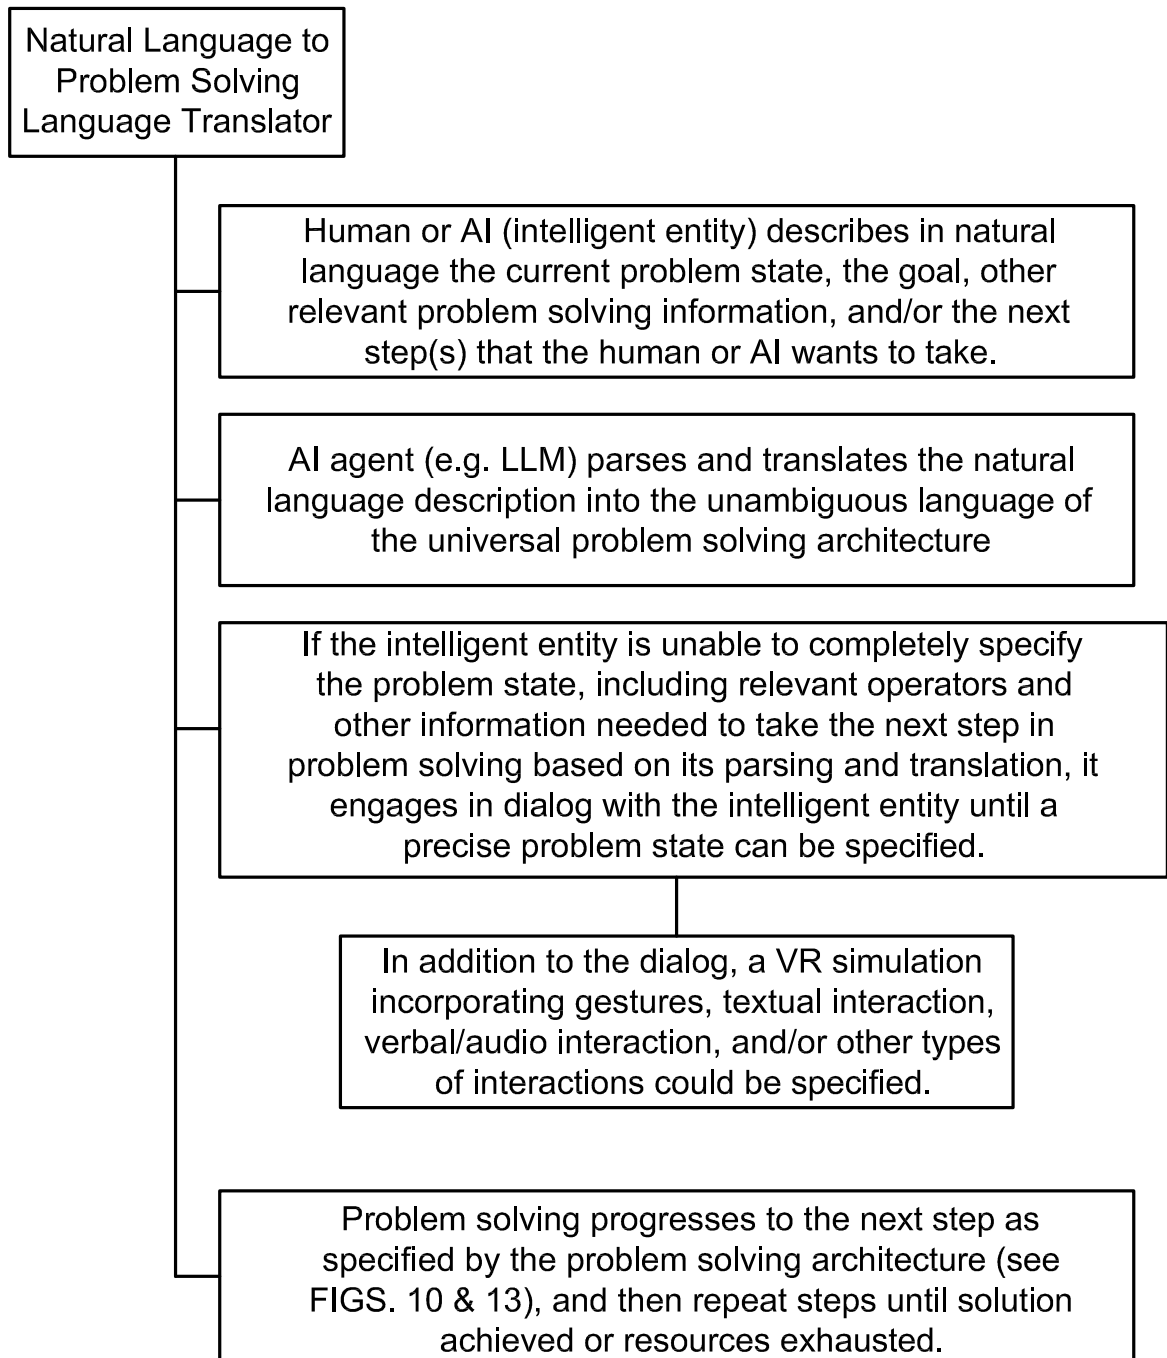 Natural Language to
Problem Solving
Language Translator
Human or AI (intelligent entity) describes in natural
language the current problem state, the goal, other
relevant problem solving information, and/or the next
step(s) that the human or AI wants to take.
AI agent (e.g. LLM) parses and translates the natural
language description into the unambiguous language of
the universal problem solving architecture
If the intelligent entity is unable to completely specify
the problem state, including relevant operators and
other information needed to take the next step in
problem solving based on its parsing and translation, it
engages in dialog with the intelligent entity until a
precise problem state can be specified.
In addition to the dialog, a VR simulation
incorporating gestures, textual interaction,
verbal/audio interaction, and/or other types
of interactions could be specified.
Problem solving progresses to the next step as
specified by the problem solving architecture (see
FIGS. 10 & 13), and then repeat steps until solution
achieved or resources exhausted.